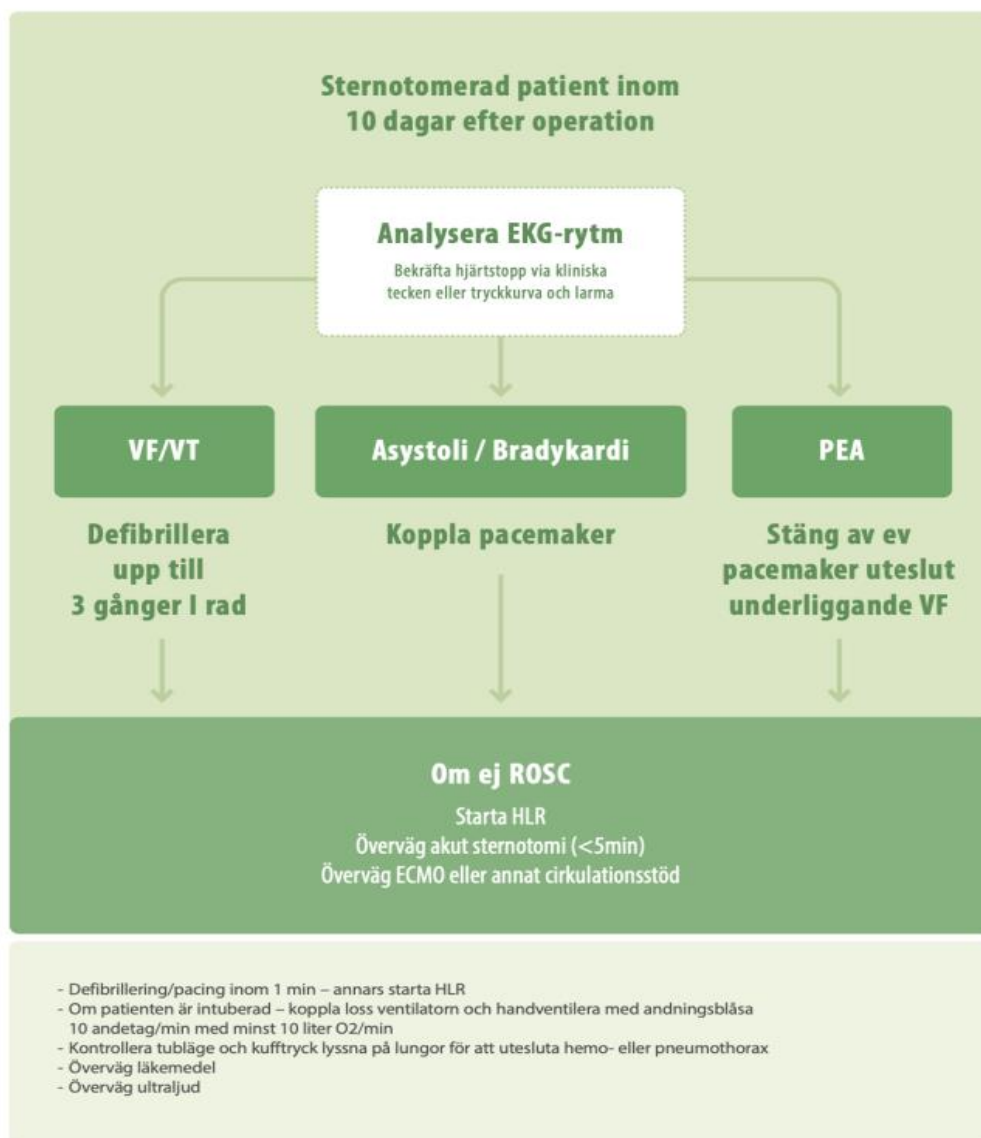 Sternotomerad patient inom
10 dagar efter operation
Analysera EKG-rytm
Bekräfta hjärtstopp via kliniska
tecken eller tryckkurva och larma
VF/VT
Defibrillera
upp till
3 gånger I rad
Asystoli / Bradykardi
Koppla pacemaker
PEA
Stäng av ev
pacemaker uteslut
underliggande VF
Om ej ROSC
Starta HLR
Överväg akut sternotomi (<5min)
Överväg ECMO eller annat cirkulationsstöd
- Defibrillering/pacing inom 1 min – annars starta HLR
- Om patienten är intuberad – koppla loss ventilatorn och handventilera med andningsblåsa
10 andetag/min med minst 10 liter O2/min
- Kontrollera tubläge och kufftryck lyssna på lungor för att utesluta hemo- eller pneumothorax
- Överväg läkemedel
- Överväg ultraljud